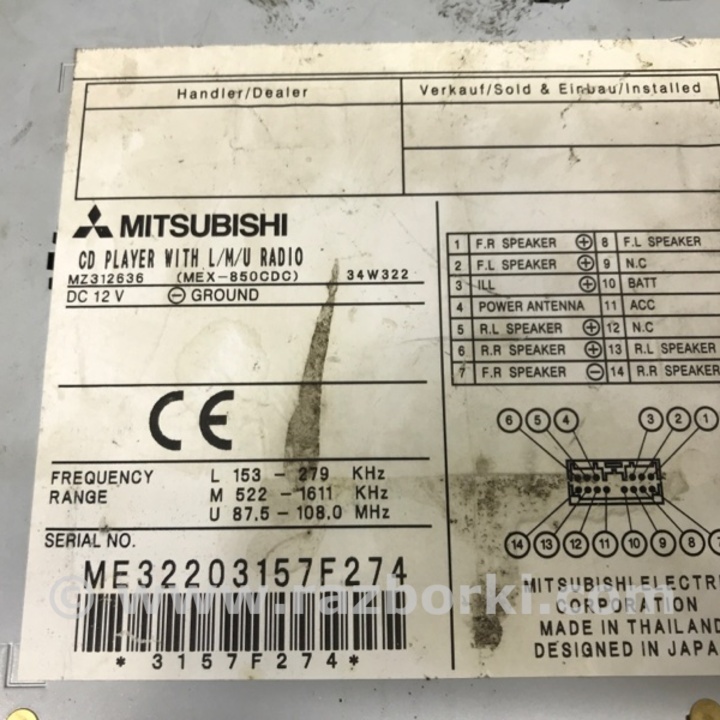 Handler/Dealer
Verkauf/Sold & Einbau/Installed
MITSUBISHI
CD PLAYER WITH L/M/U RADIO
MZ312636 (MEX-850CDC) 34W322
DC 12 V ⊖ GROUND
1 F.R SPEAKER ⊕ 8 F.L SPEAKER
2 F.L SPEAKER ⊕ 9 N.C
3 ILL ⊕ 10 BATT
4 POWER ANTENNA 11 ACC
5 R.L SPEAKER ⊕ 12 N.C
6 R.R SPEAKER ⊕ 13 R.L SPEAKER
7 F.R SPEAKER ⊖ 14 R.R SPEAKER
CE
6 5 4 3 2 1
14 13 12 11 10 9 8 7
FREQUENCY L 153 - 279 KHz
RANGE M 522 - 1611 KHz
U 87.5 - 108.0 MHz
SERIAL NO.
ME32203157F274
*3157F274*
MITSUBISHI ELECTRI
CORPORATION
MADE IN THAILAND
DESIGNED IN JAPA
© www.razborki.com